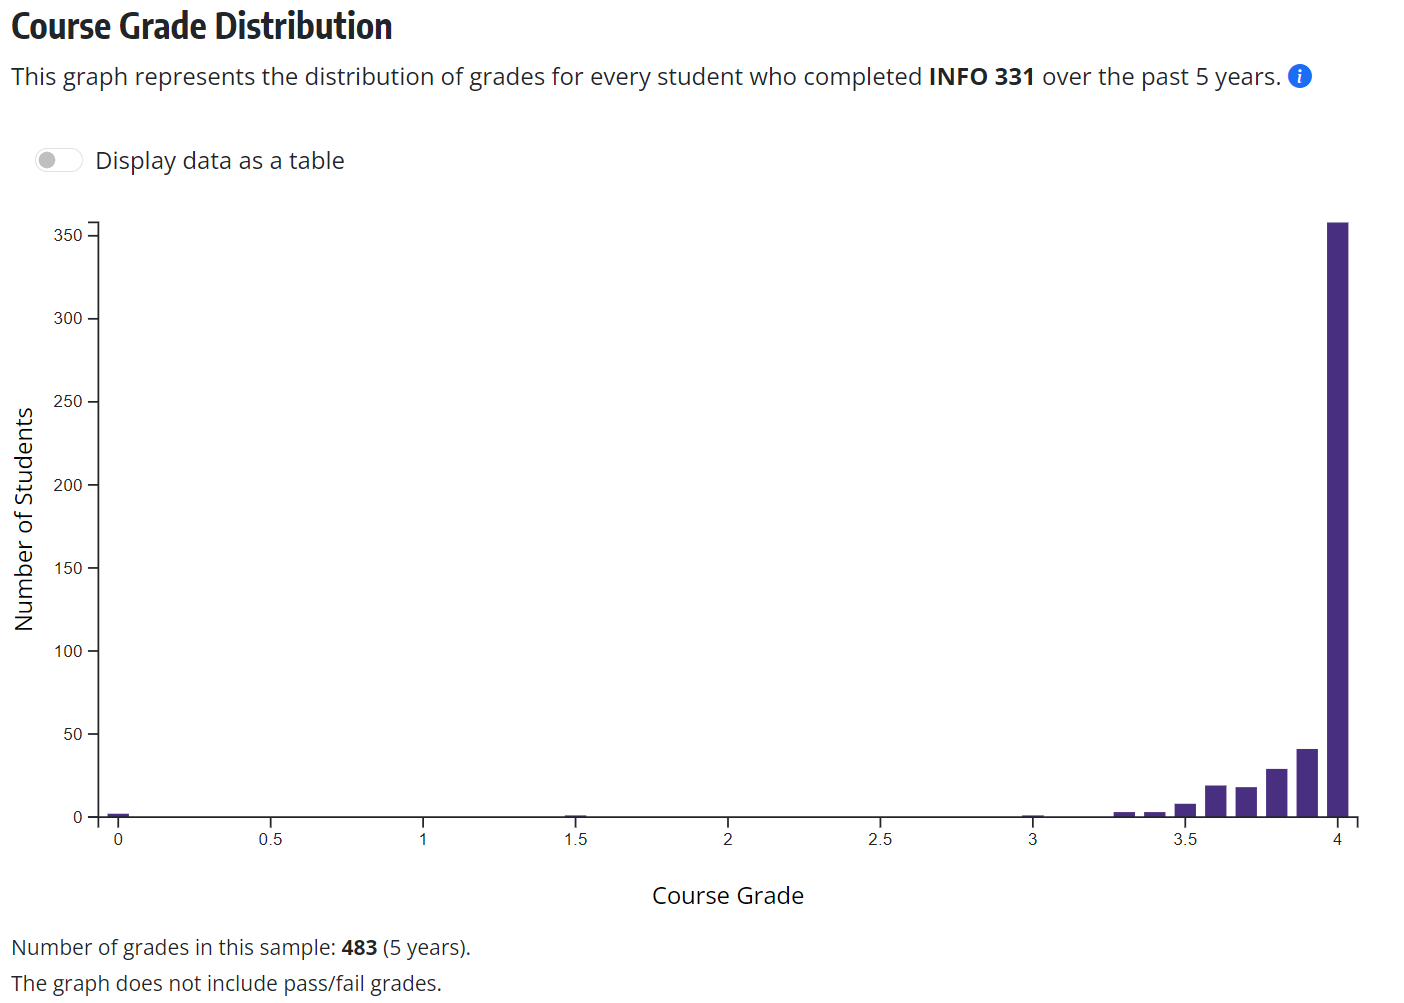 Course Grade Distribution
This graph represents the distribution of grades for every student who completed INFO 331 over the past 5 years. i
Display data as a table
350
300
250
200
150
100
50
0
Number of Students
0 0.5 1 1.5 2 2.5 3 3.5 4
Course Grade
Number of grades in this sample: 483 (5 years).
The graph does not include pass/fail grades.